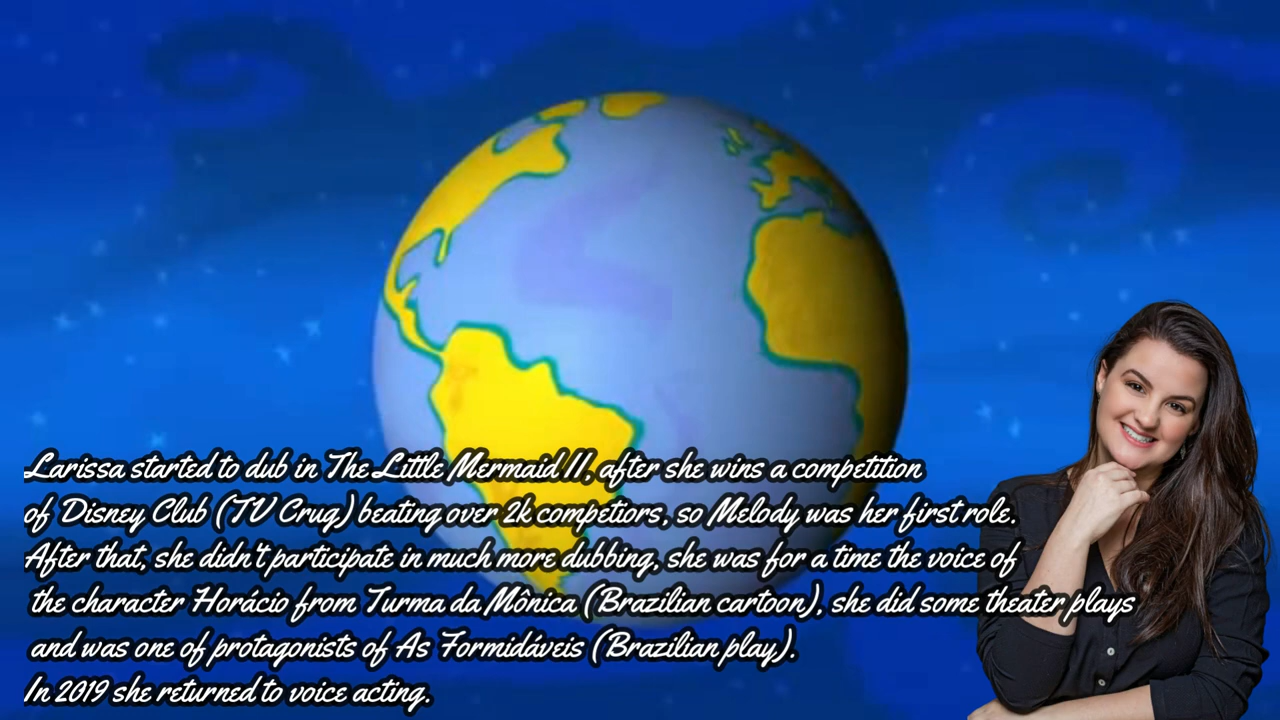 Larissa started to dub in The Little Mermaid II, after she wins a competition
of Disney Club (TV Crug) beating over 2k competiors, so Melody was her first role.
After that, she didn't participate in much more dubbing, she was for a time the voice of
the character Horácio from Turma da Mônica (Brazilian cartoon), she did some theater plays
and was one of protagonists of As Formidáveis (Brazilian play).
In 2019 she returned to voice acting.